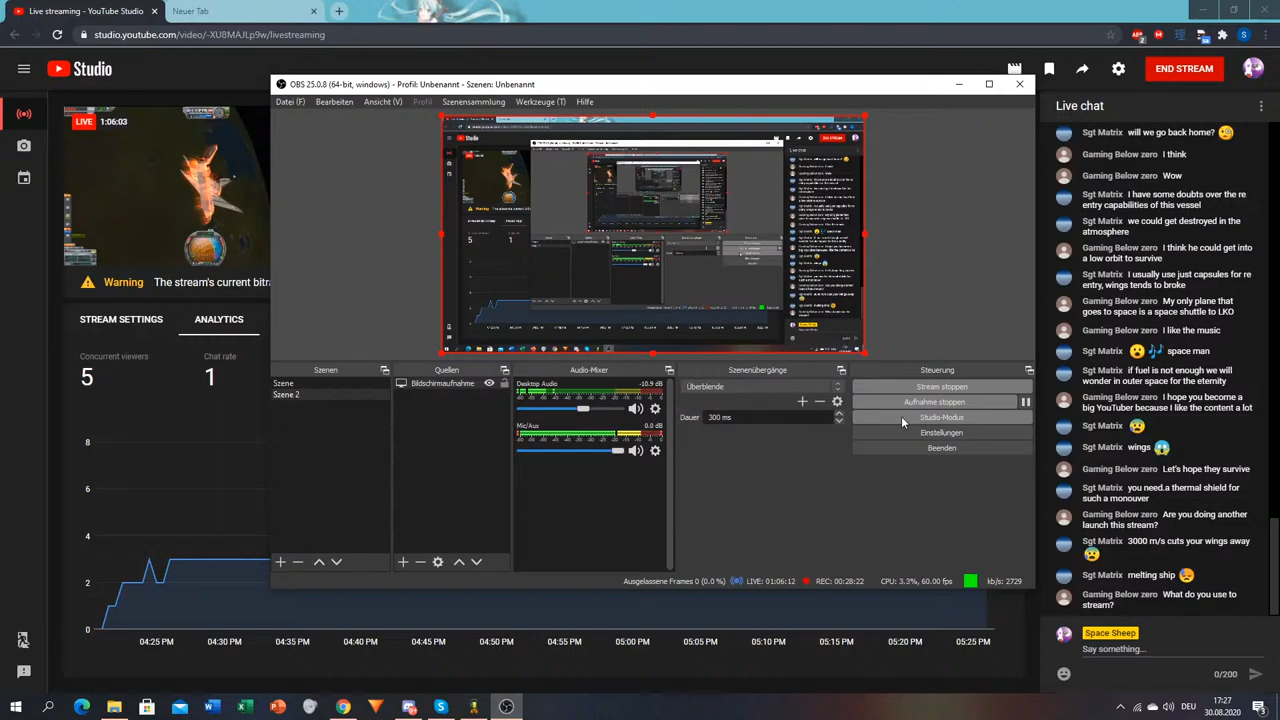 Live streaming - YouTube Studio
Neuer Tab
studio.youtube.com/video/-XU8MAJLp9w/livestreaming
Studio
END STREAM
OBS 25.0.8 (64-bit, windows) - Profil: Unbenannt - Szenen: Unbenannt
Datei (F)
Bearbeiten
Ansicht (V)
Profil
Szenensammlung
Werkzeuge (T)
Hilfe
LIVE 1:06:03
Warning The stream's current bitr
TTINGS
ANALYTICS
Concurrent viewers
5
Chat rate
1
8
6
4
2
0
04:25 PM
04:30 PM
04:35 PM
04:40 PM
04:45 PM
04:50 PM
04:55 PM
05:00 PM
05:05 PM
05:10 PM
05:15 PM
05:20 PM
05:25 PM
Szenen
Szene
Szene 2
Quellen
Bildschirmaufnahme
Audio-Mixer
Desktop Audio
-10.9 dB
Mic/Aux
0.0 dB
Szenenübergänge
Überblende
Dauer 300 ms
Steuerung
Stream stoppen
Aufnahme stoppen
Studio-Modus
Einstellungen
Beenden
Ausgelassene Frames 0 (0.0 %)
LIVE: 01:06:12
REC: 00:28:22
CPU: 3.3%, 60.00 fps
kb/s: 2729
Live chat
Sgt Matrix will we go back home?
Gaming Below zero I think
Gaming Below zero Wow
Sgt Matrix I have some doubts over the
entry capabilities of this vessel
Sgt Matrix we could get destroyed in the
atmosphere
Gaming Below zero I think he could get into
a low orbit to survive
Sgt Matrix I usually use just capsules for re
entry, wings tends to broke
Gaming Below zero My only plane that
goes to space is a space shuttle to LKO
Gaming Below zero I like the music
Sgt Matrix space man
Sgt Matrix if fuel is not enough we will
wonder in outer space for the eternity
Gaming Below zero I hope you become a
big YouTuber because I like the content a lot
Sgt Matrix
Sgt Matrix wings
Gaming Below zero Let's hope they survive
Sgt Matrix you need.a thermal shield for
such a monouver
Gaming Below zero Are you doing another
launch this stream?
Sgt Matrix 3000 m/s cuts your wings away
Sgt Matrix melting ship
Gaming Below zero What do you use to
stream?
Space Sheep
Say something...
0/200
DEU
17:27
30.08.2020